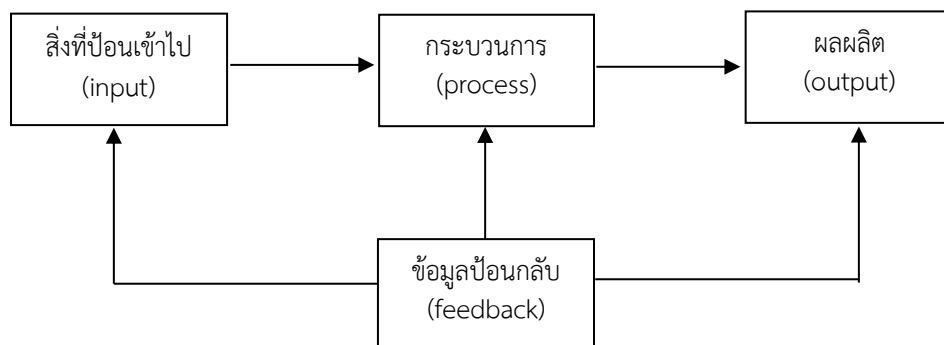 สิ่งที่ป้อนเข้าไป
(input)
กระบวนการ
(process)
ผลผลิต
(output)
ข้อมูลป้อนกลับ
(feedback)